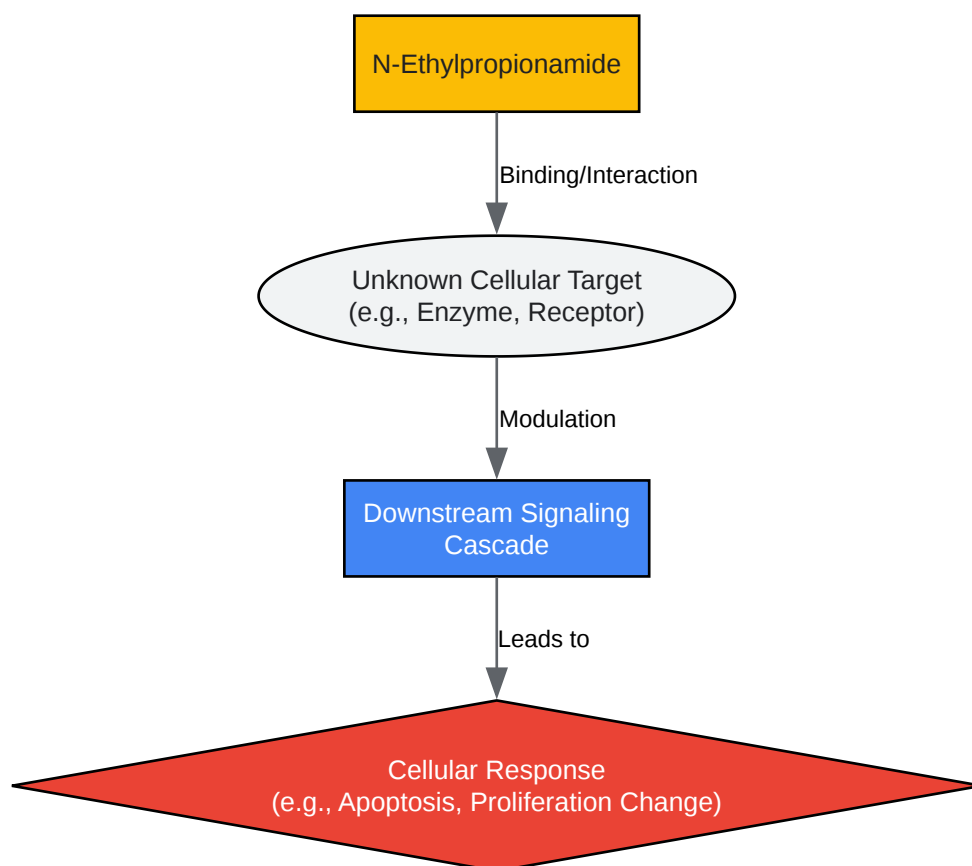 N-Ethylpropionamide
Binding/Interaction
Unknown Cellular Target
(e.g., Enzyme, Receptor)
Modulation
Downstream Signaling
Cascade
Leads to
Cellular Response
(e.g., Apoptosis, Proliferation Change)